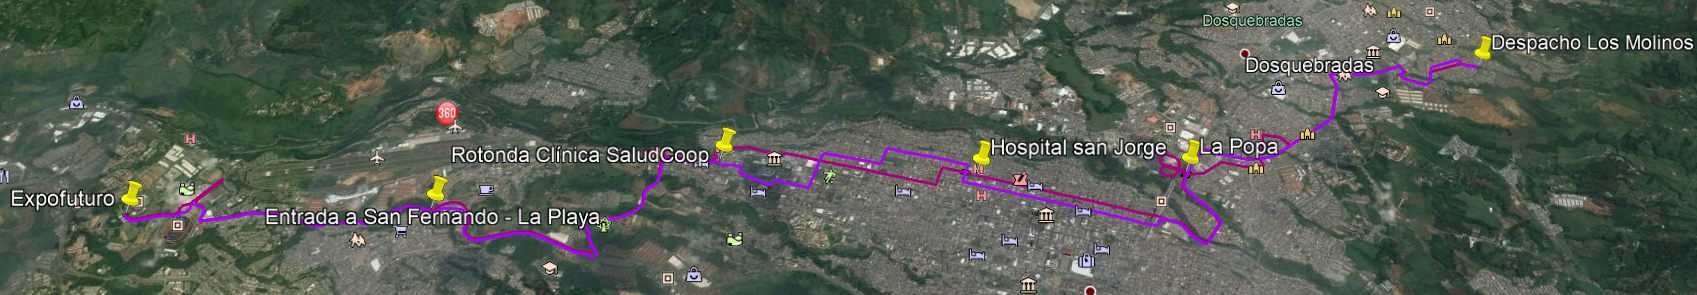 Dosquebradas
Despacho Los Molinos
Dosquebradas
360
H
H
Rotonda Clínica SaludCoop
Hospital san Jorge
La Popa
Expofuturo
Entrada a San Fernando - La Playa
H